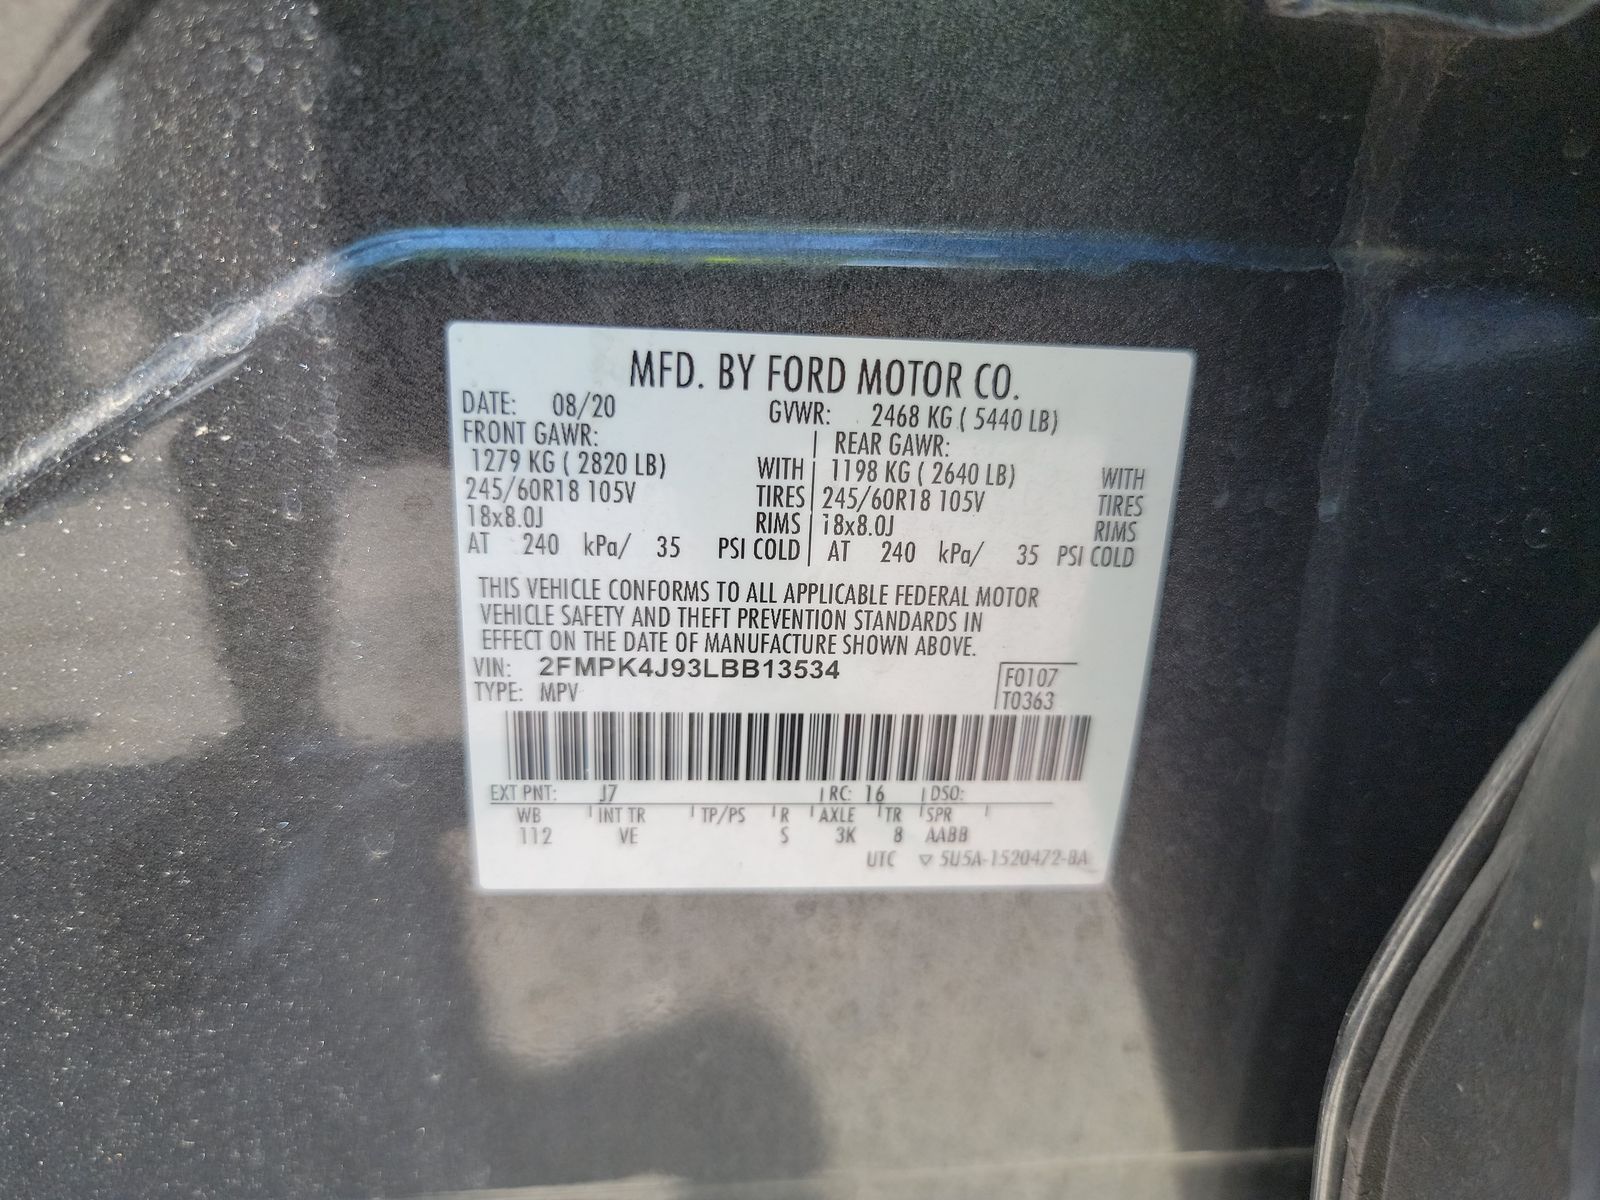 MFD. BY FORD MOTOR CO.
DATE: 08/20 GVWR: 2468 KG ( 5440 LB)
FRONT GAWR: REAR GAWR:
1279 KG ( 2820 LB) WITH 1198 KG ( 2640 LB) WITH
245/60R18 105V TIRES 245/60R18 105V TIRES
18x8.0J RIMS 18x8.0J RIMS
AT 240 kPa/ 35 PSI COLD AT 240 kPa/ 35 PSI COLD
THIS VEHICLE CONFORMS TO ALL APPLICABLE FEDERAL MOTOR
VEHICLE SAFETY AND THEFT PREVENTION STANDARDS IN
EFFECT ON THE DATE OF MANUFACTURE SHOWN ABOVE.
VIN: 2FMPK4J93LBB13534
TYPE: MPV
F0107
T0363
EXT PNT: J7 RC: 16 DSO:
WB INT TR TP/PS R AXLE TR SPR
112 VE S 3K 8 AABB
UTC ▽ 5U5A-1520472-BA